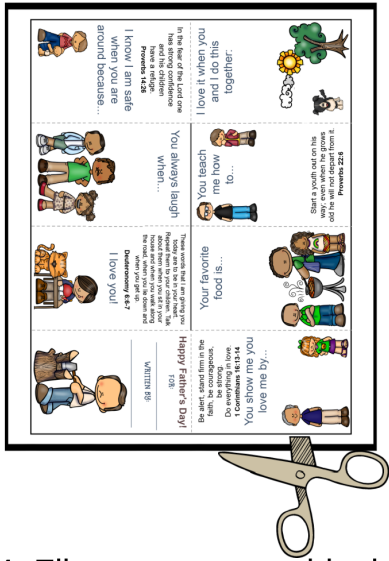 I love it when you
and I do this
together:
Start a youth out on his
way; even when he grows
old he will not depart from it.
Proverbs 22:6
You teach
me how
to...
Your favorite
food is...
You show me you
love me by...
Be alert, stand firm in the
faith, be courageous,
be strong.
Do everything in love.
1 Corinthians 16:13-14
In the fear of the Lord one
has strong confidence
and his children
have a refuge.
Proverbs 14:26
I know I am safe
when you are
around because...
You always laugh
when...
These words that I am giving you
today are to be in your heart.
Repeat them to your children. Talk
about them when you sit in your
house and when you walk along
the road, when you lie down and
when you get up.
Deuteronomy 6:6-7
I love you!
Happy Father's Day!
FOR:
WRITTEN BY: